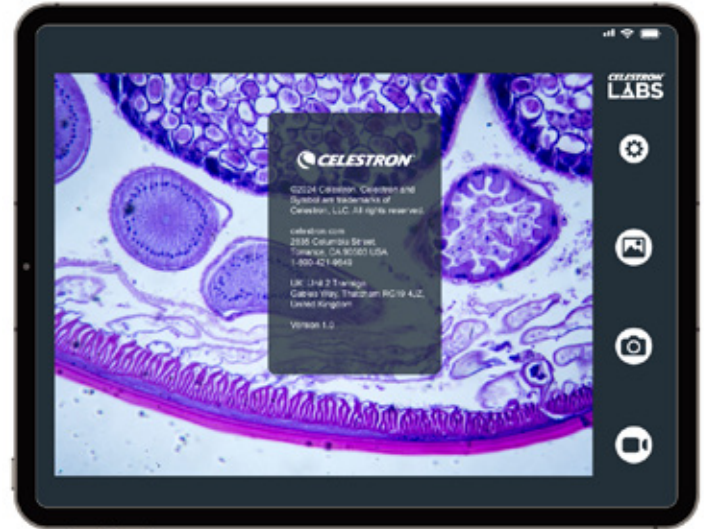 CELESTRON
LABS
CELESTRON
©2024 Celestron. Celestron and
Symbol are trademarks of
Celestron, LLC. All rights reserved.
celestron.com
2835 Columbia Street
Torrance, CA 90503 USA
1-800-421-9649
UK: Unit 2 Transigo
Gables Way, Thatcham RG19 4JZ,
United Kingdom
Version 1.0